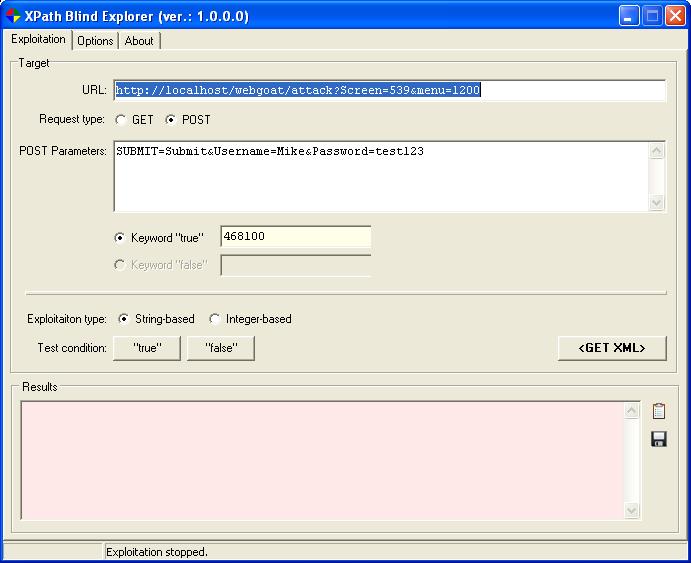 XPath Blind Explorer (ver.: 1.0.0.0)
Exploitation Options About
Target
URL: http://localhost/webgoat/attack?Screen=539&menu=1200
Request type: GET POST
POST Parameters: SUBMIT=Submit&Username=Mike&Password=test123
Keyword "true" 468100
Keyword "false"
Exploitaiton type: String-based Integer-based
Test condition: "true" "false" <GET XML>
Results
Exploitation stopped.